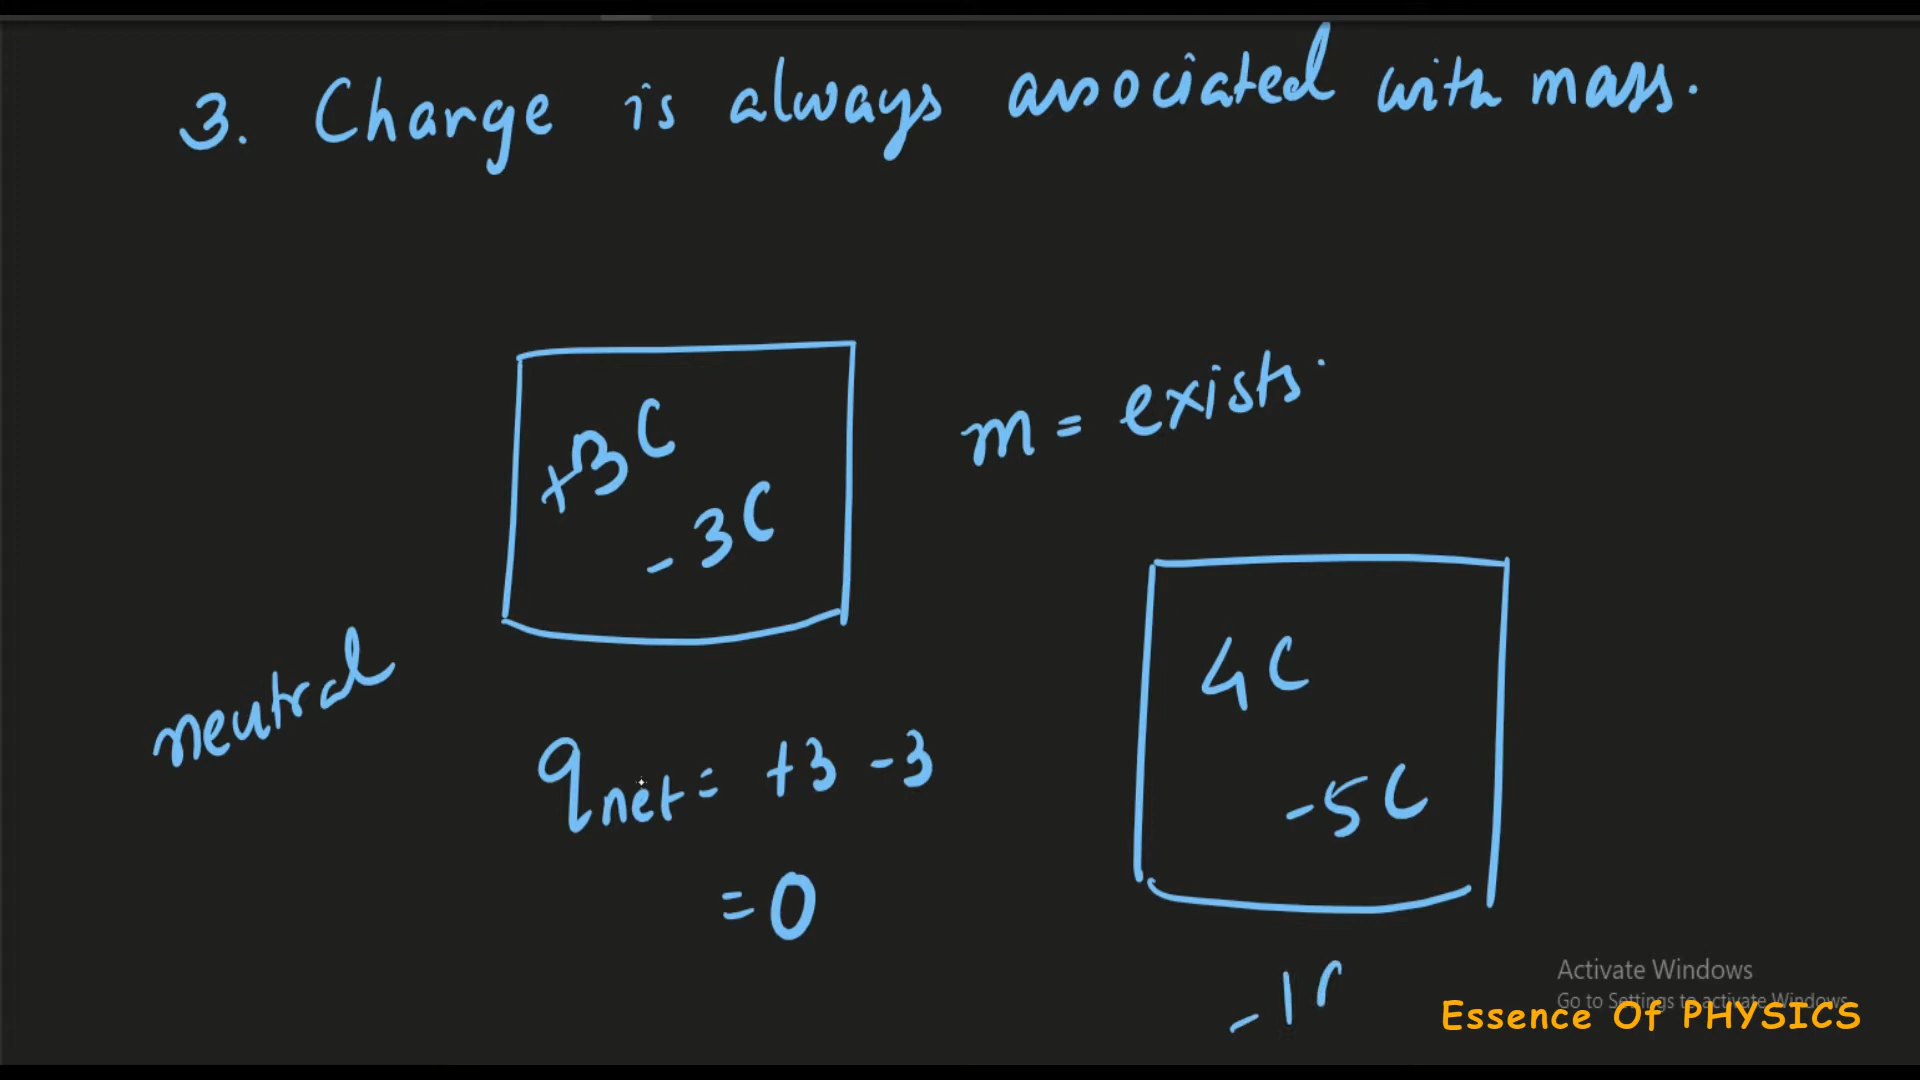 3. Charge is always associated with mass.
+3C
-3C
m = exists.
neutral
4C
-5C
qnet = +3 -3
= 0
Activate Windows
Go to Settings to activate Windows.
Essence Of PHYSICS